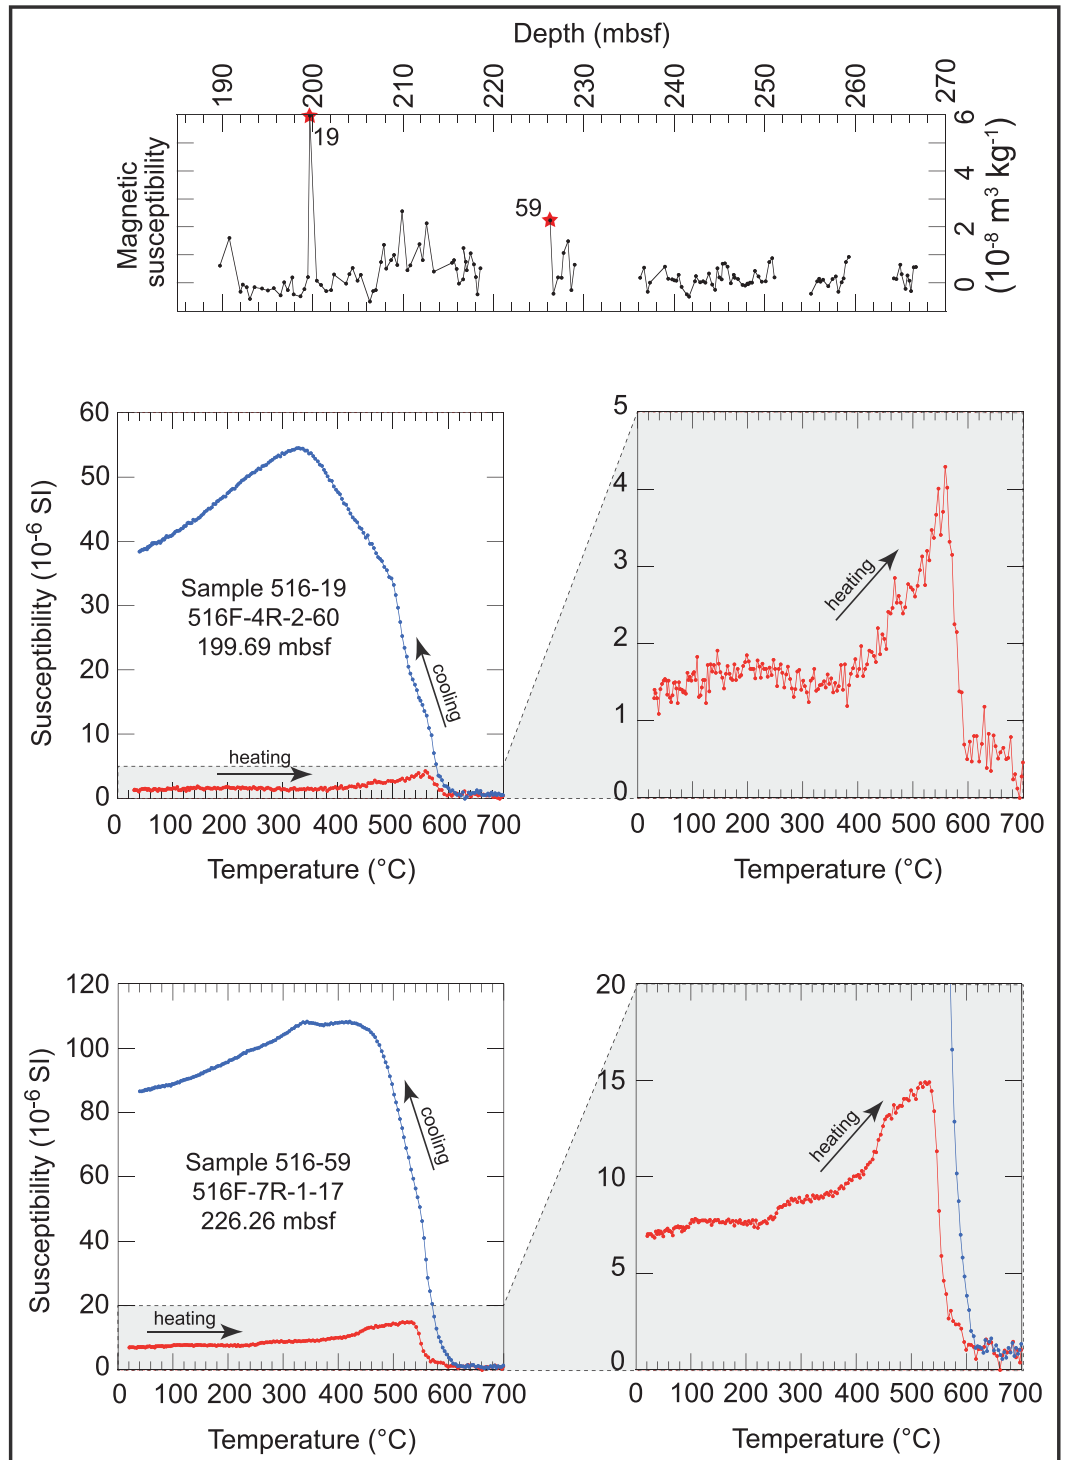 Depth (mbsf)
190 200 210 220 230 240 250 260 270
Magnetic
susceptibility
6
4
2
0
(10⁻⁸ m³ kg⁻¹)
19
59
60
50
40
30
20
10
0
Susceptibility (10⁻⁶ SI)
Sample 516-19
516F-4R-2-60
199.69 mbsf
cooling
heating
0 100 200 300 400 500 600 700
Temperature (°C)
5
4
3
2
1
0
heating
0 100 200 300 400 500 600 700
Temperature (°C)
120
100
80
60
40
20
0
Susceptibility (10⁻⁶ SI)
Sample 516-59
516F-7R-1-17
226.26 mbsf
cooling
heating
0 100 200 300 400 500 600 700
Temperature (°C)
20
15
10
5
0
heating
0 100 200 300 400 500 600 700
Temperature (°C)